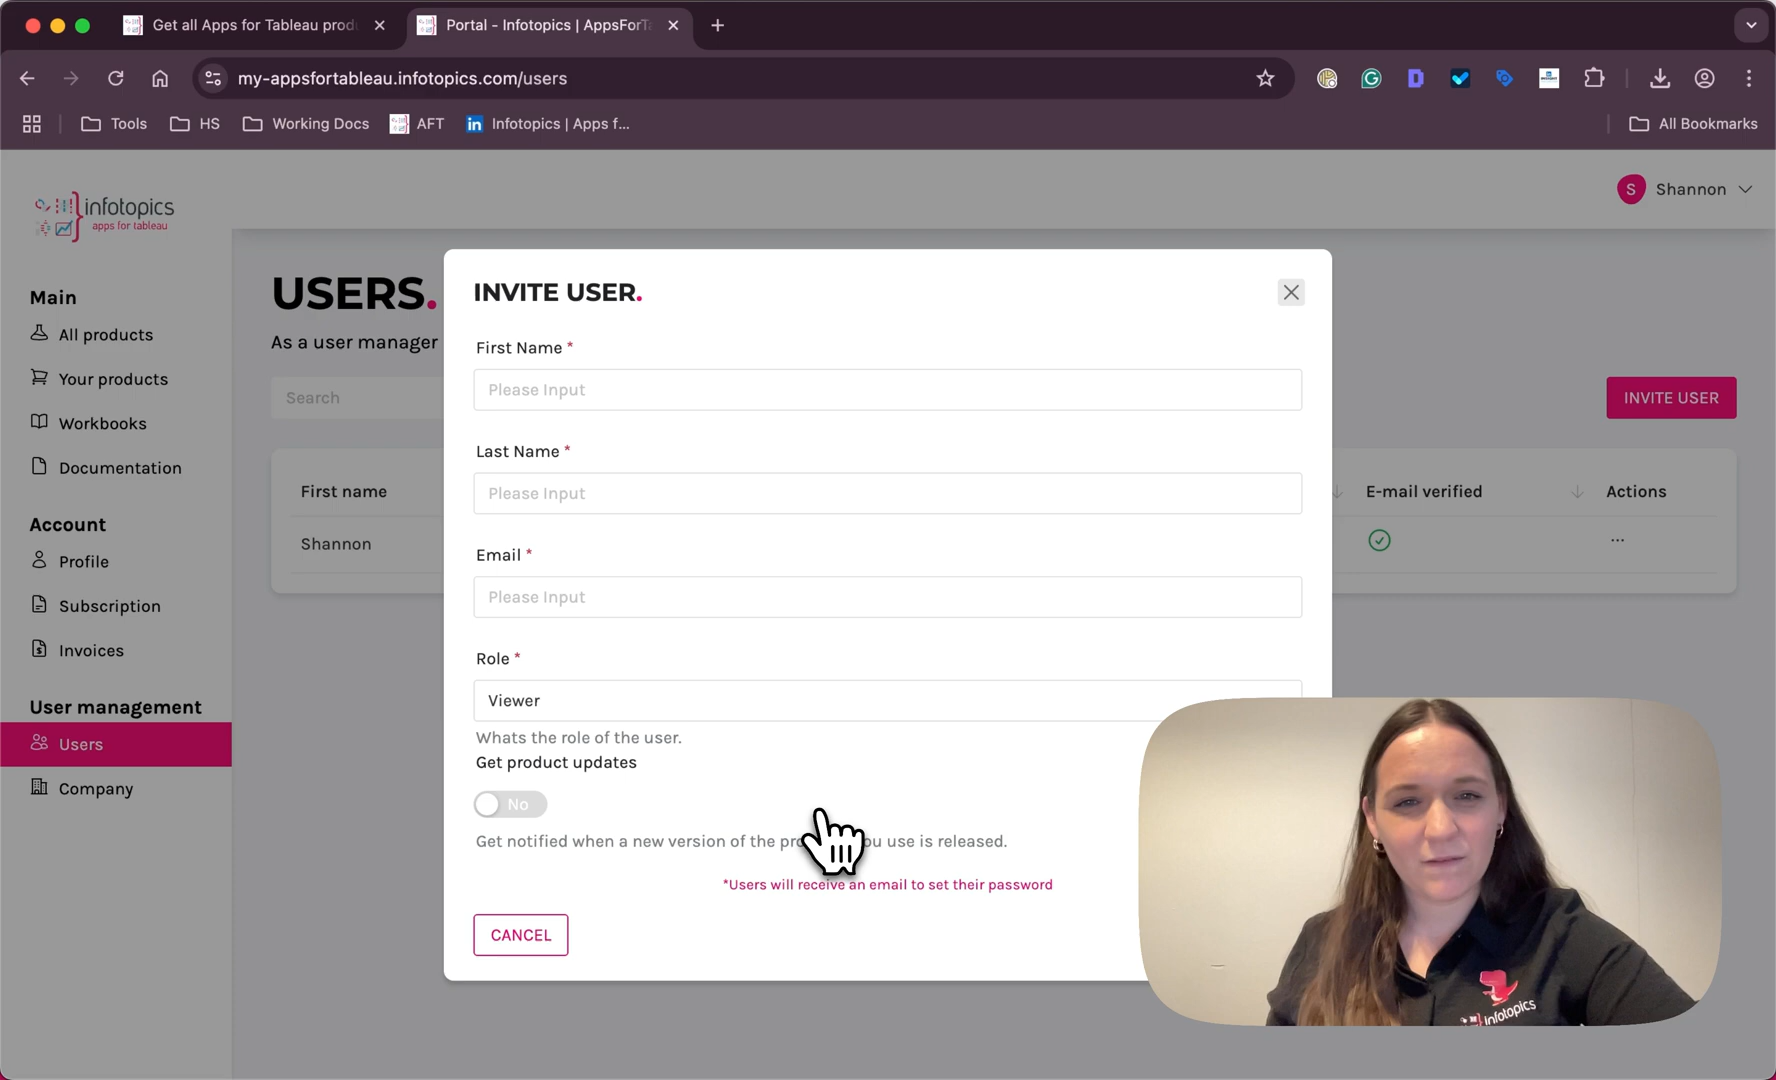 Get all Apps for Tableau prod
Portal - Infotopics | AppsForTa
my-appsfortableau.infotopics.com/users
Tools
HS
Working Docs
AFT
Infotopics | Apps f...
All Bookmarks
infotopics
apps for tableau
S
Shannon
Main
All products
Your products
Workbooks
Documentation
Account
Profile
Subscription
Invoices
User management
Users
Company
USERS.
As a user manager
Search
INVITE USER
First name
E-mail verified
Actions
Shannon
...
INVITE USER.
First Name *
Please Input
Last Name *
Please Input
Email *
Please Input
Role *
Viewer
Whats the role of the user.
Get product updates
No
Get notified when a new version of the pro ou use is released.
*Users will receive an email to set their password
CANCEL
infotopics